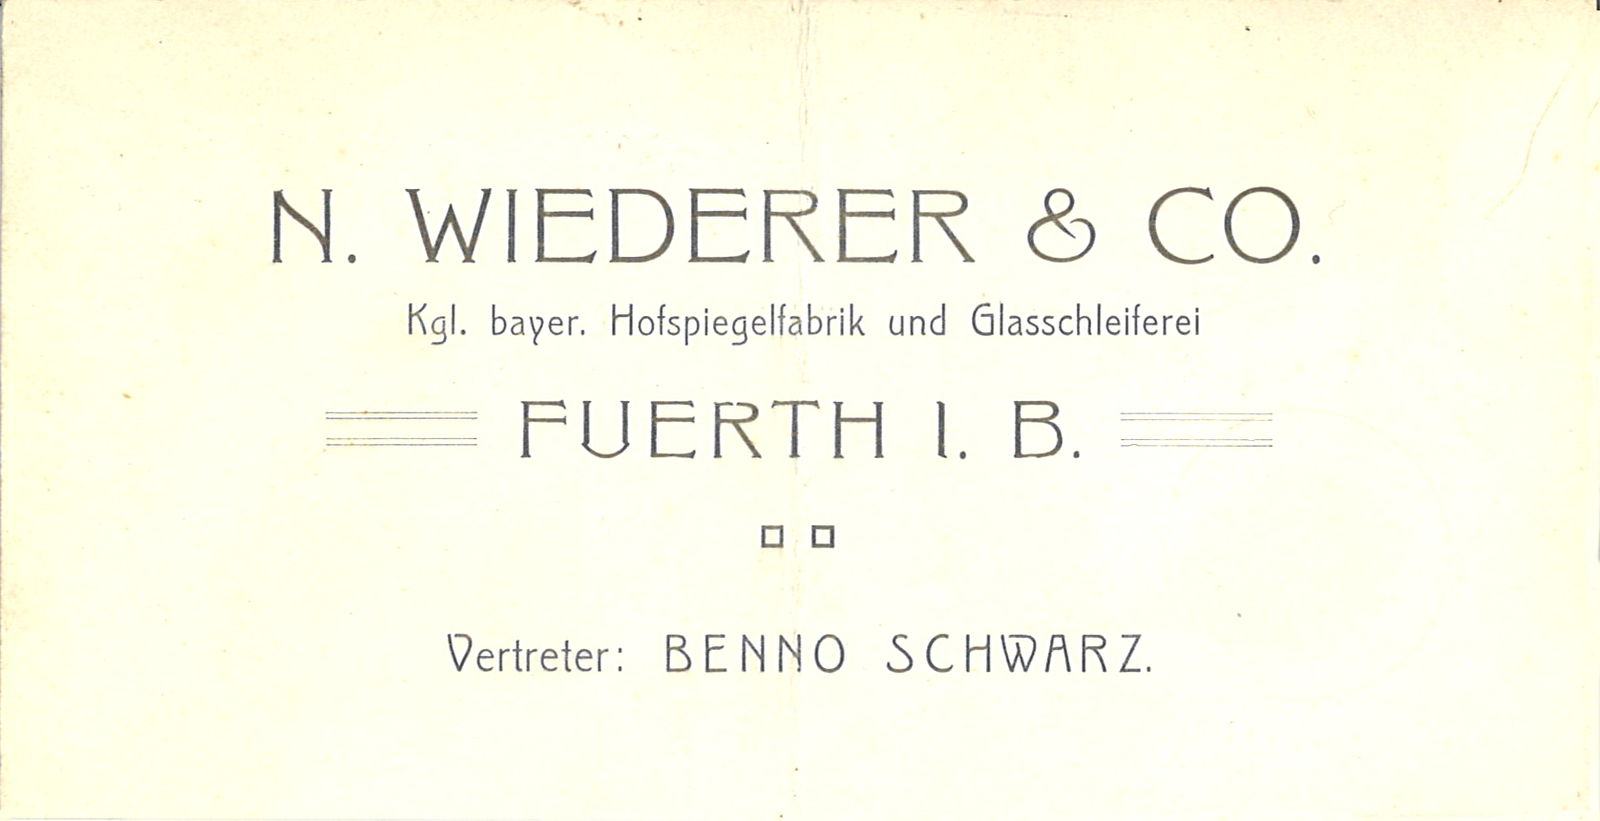 N. WIEDERER & CO.
Kgl. bayer. Hofspiegelfabrik und Glasschleiferei
FUERTH I. B.
Vertreter: BENNO SCHWARZ.